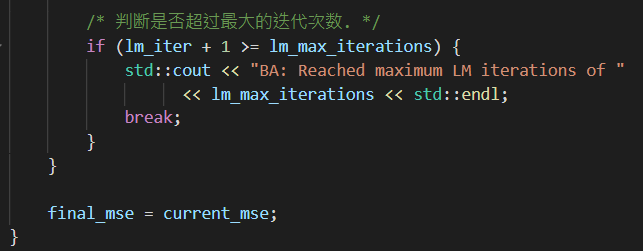 /* 判断是否超过最大的迭代次数. */
if (lm_iter + 1 >= lm_max_iterations) {
std::cout << "BA: Reached maximum LM iterations of "
<< lm_max_iterations << std::endl;
break;
}
}
final_mse = current_mse;
}